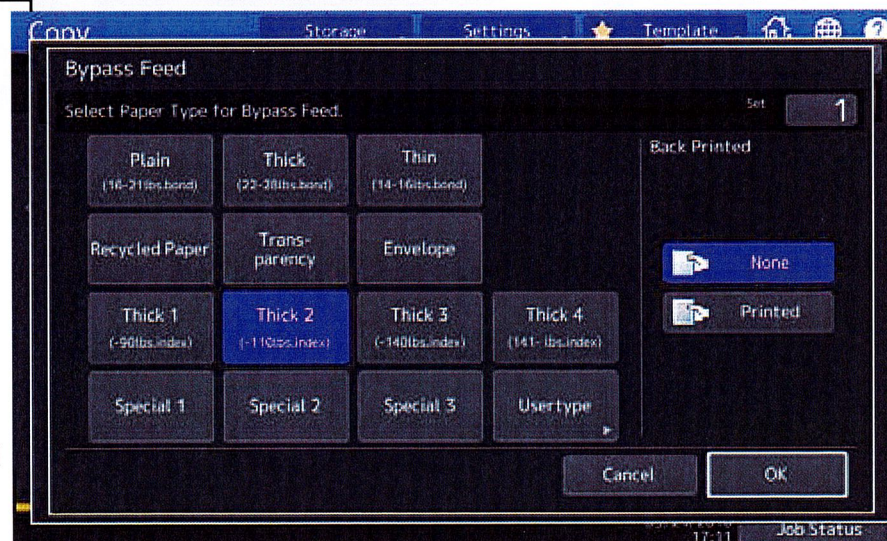 Copy Storage Settings Template
Bypass Feed
Select Paper Type for Bypass Feed.
Set 1
Plain
(16-21lbs.bond)
Thick
(22-28lbs.bond)
Thin
(14-16lbs.bond)
Back Printed
Recycled Paper
Trans-
parency
Envelope
None
Thick 1
(-90lbs.index)
Thick 2
(-110lbs.index)
Thick 3
(-140lbs.index)
Thick 4
(141- lbs.index)
Printed
Special 1
Special 2
Special 3
Usertype
Cancel
OK
17:11
Job Status